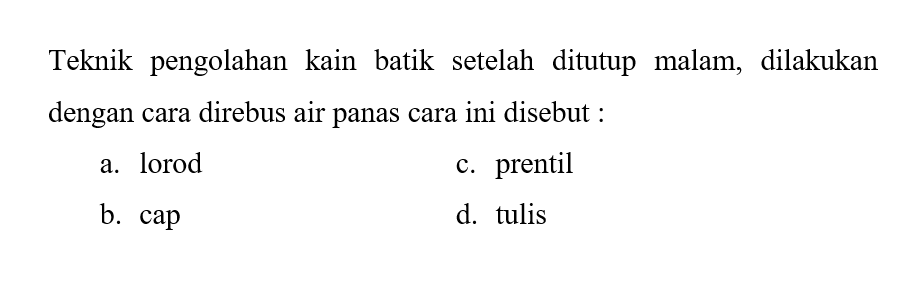 Teknik pengolahan kain batik setelah ditutup malam, dilakukan
dengan cara direbus air panas cara ini disebut :
a. lorod c. prentil
b. cap d. tulis